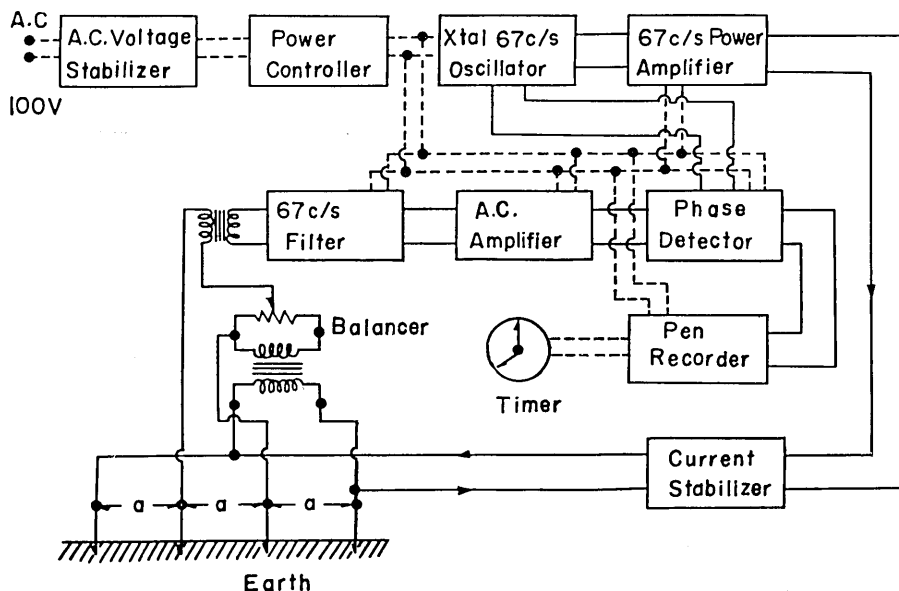 A.C
100V
A.C. Voltage
Stabilizer
Power
Controller
Xtal 67c/s
Oscillator
67c/s Power
Amplifier
67c/s
Filter
A.C.
Amplifier
Phase
Detector
Balancer
Timer
Pen
Recorder
Current
Stabilizer
a a a
Earth